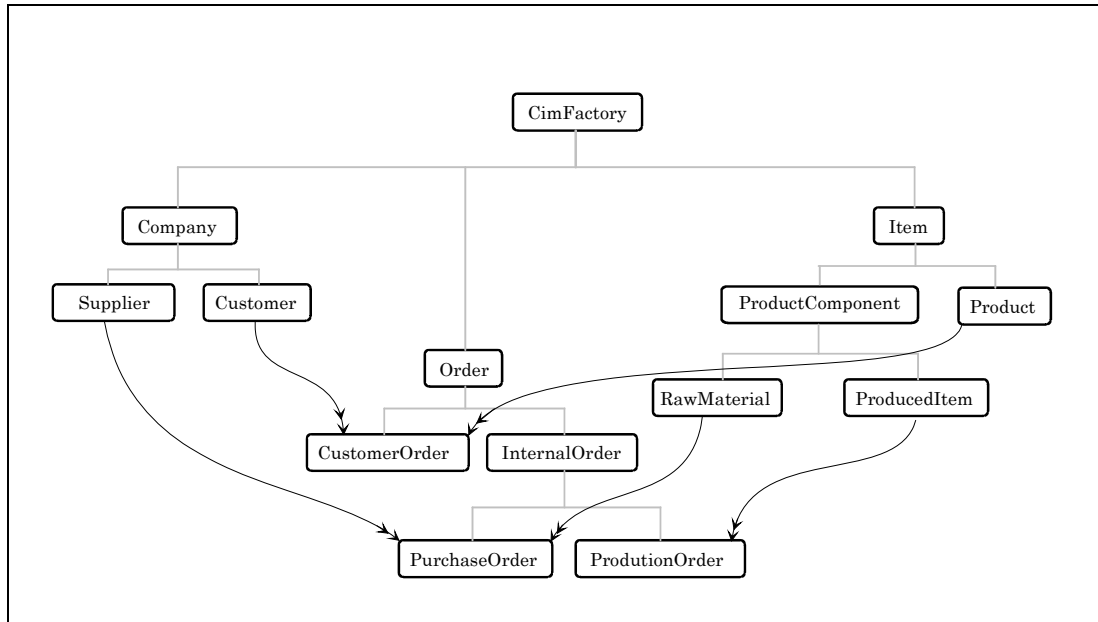 CimFactory
Company
Item
Supplier
Customer
ProductComponent
Product
Order
RawMaterial
ProducedItem
CustomerOrder
InternalOrder
PurchaseOrder
ProdutionOrder